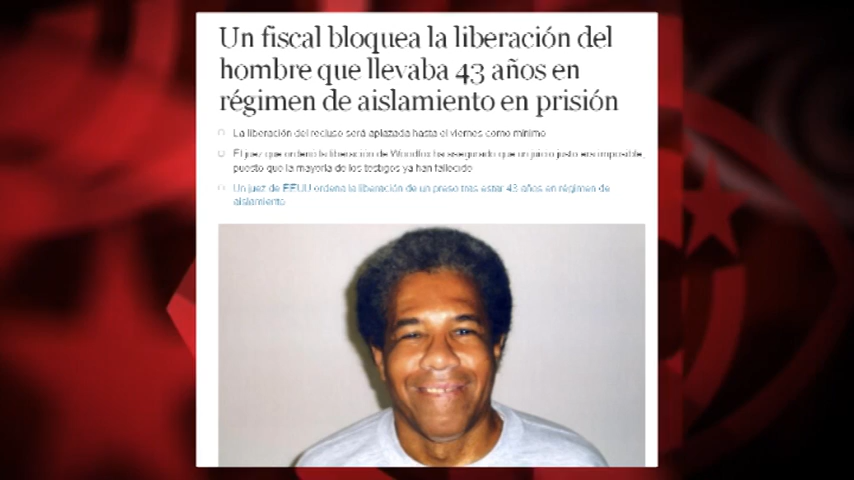 Un fiscal bloquea la liberación del
hombre que llevaba 43 años en
régimen de aislamiento en prisión
La liberación del recluso será aplazada hasta el viernes como mínimo
El juez que ordenó la liberación de Woodfox ha asegurado que un juicio justo era imposible,
puesto que la mayoría de los testigos ya han fallecido
Un juez de EEUU ordena la liberación de un preso tras estar 43 años en régimen de
aislamiento